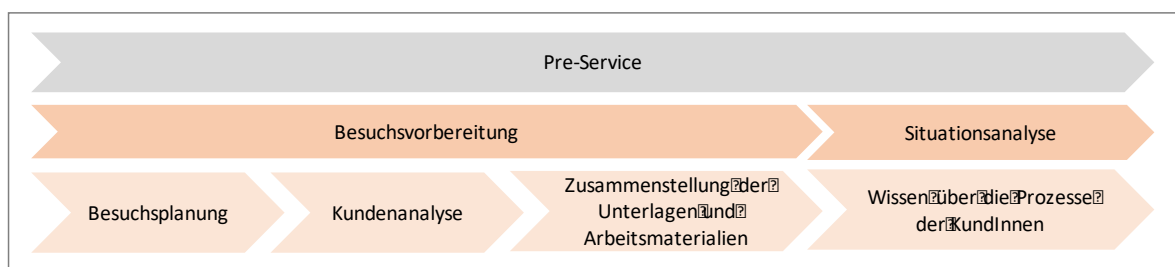 Pre-Service
Besuchsvorbereitung
Situationsanalyse
Besuchsplanung
Kundenanalyse
Zusammenstellung der
Unterlagen und
Arbeitsmaterialien
Wissen über die Prozesse
der KundInnen